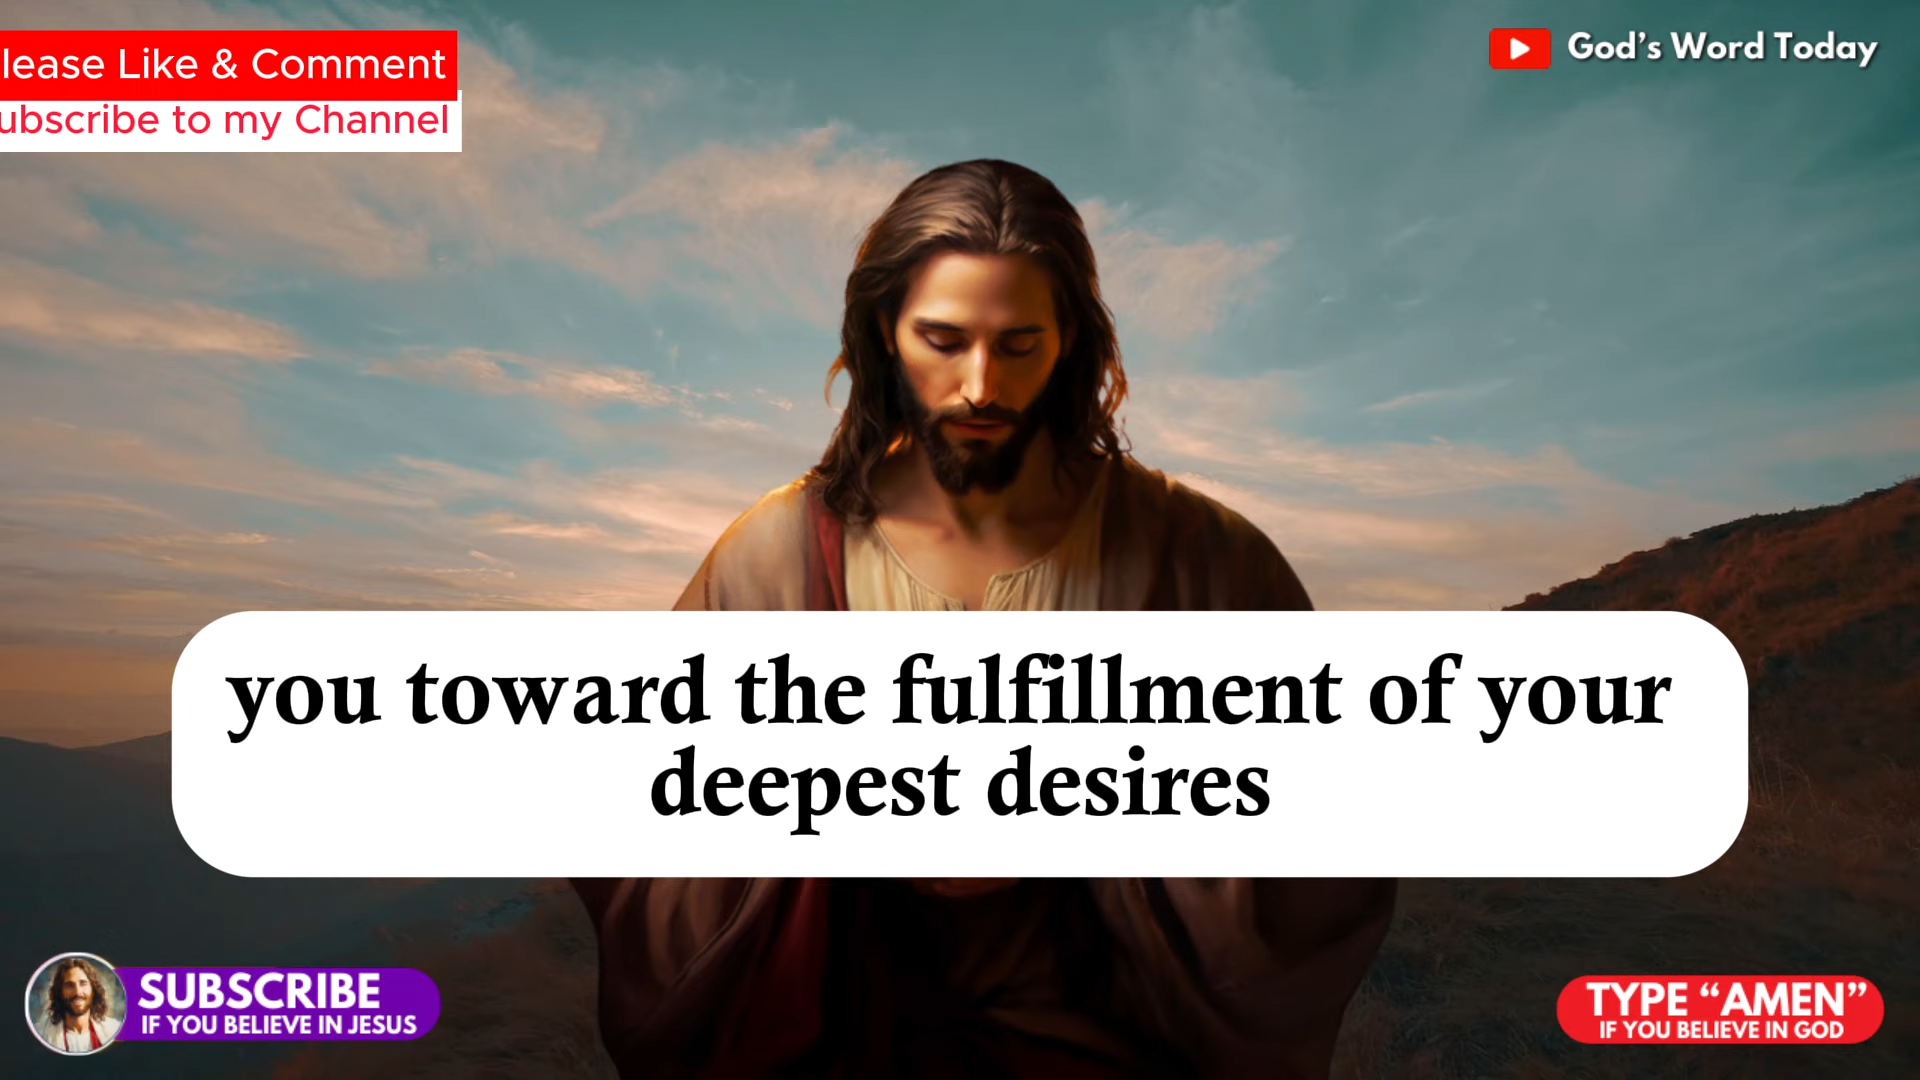 lease Like & Comment
ubscribe to my Channel
God's Word Today
you toward the fulfillment of your
deepest desires
SUBSCRIBE
IF YOU BELIEVE IN JESUS
TYPE “AMEN”
IF YOU BELIEVE IN GOD